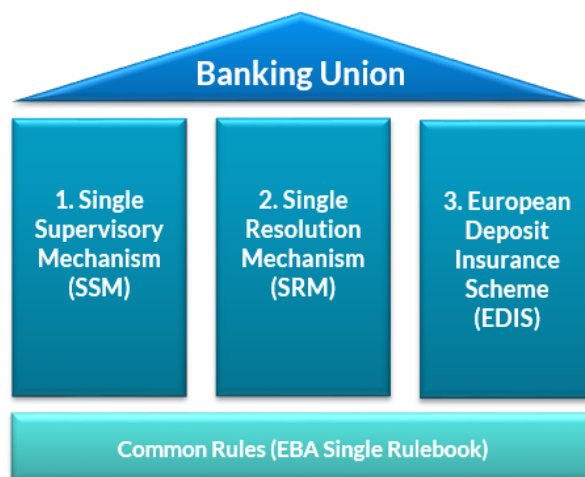 Banking Union
1. Single
Supervisory
Mechanism
(SSM)
2. Single
Resolution
Mechanism
(SRM)
3. European
Deposit
Insurance
Scheme
(EDIS)
Common Rules (EBA Single Rulebook)